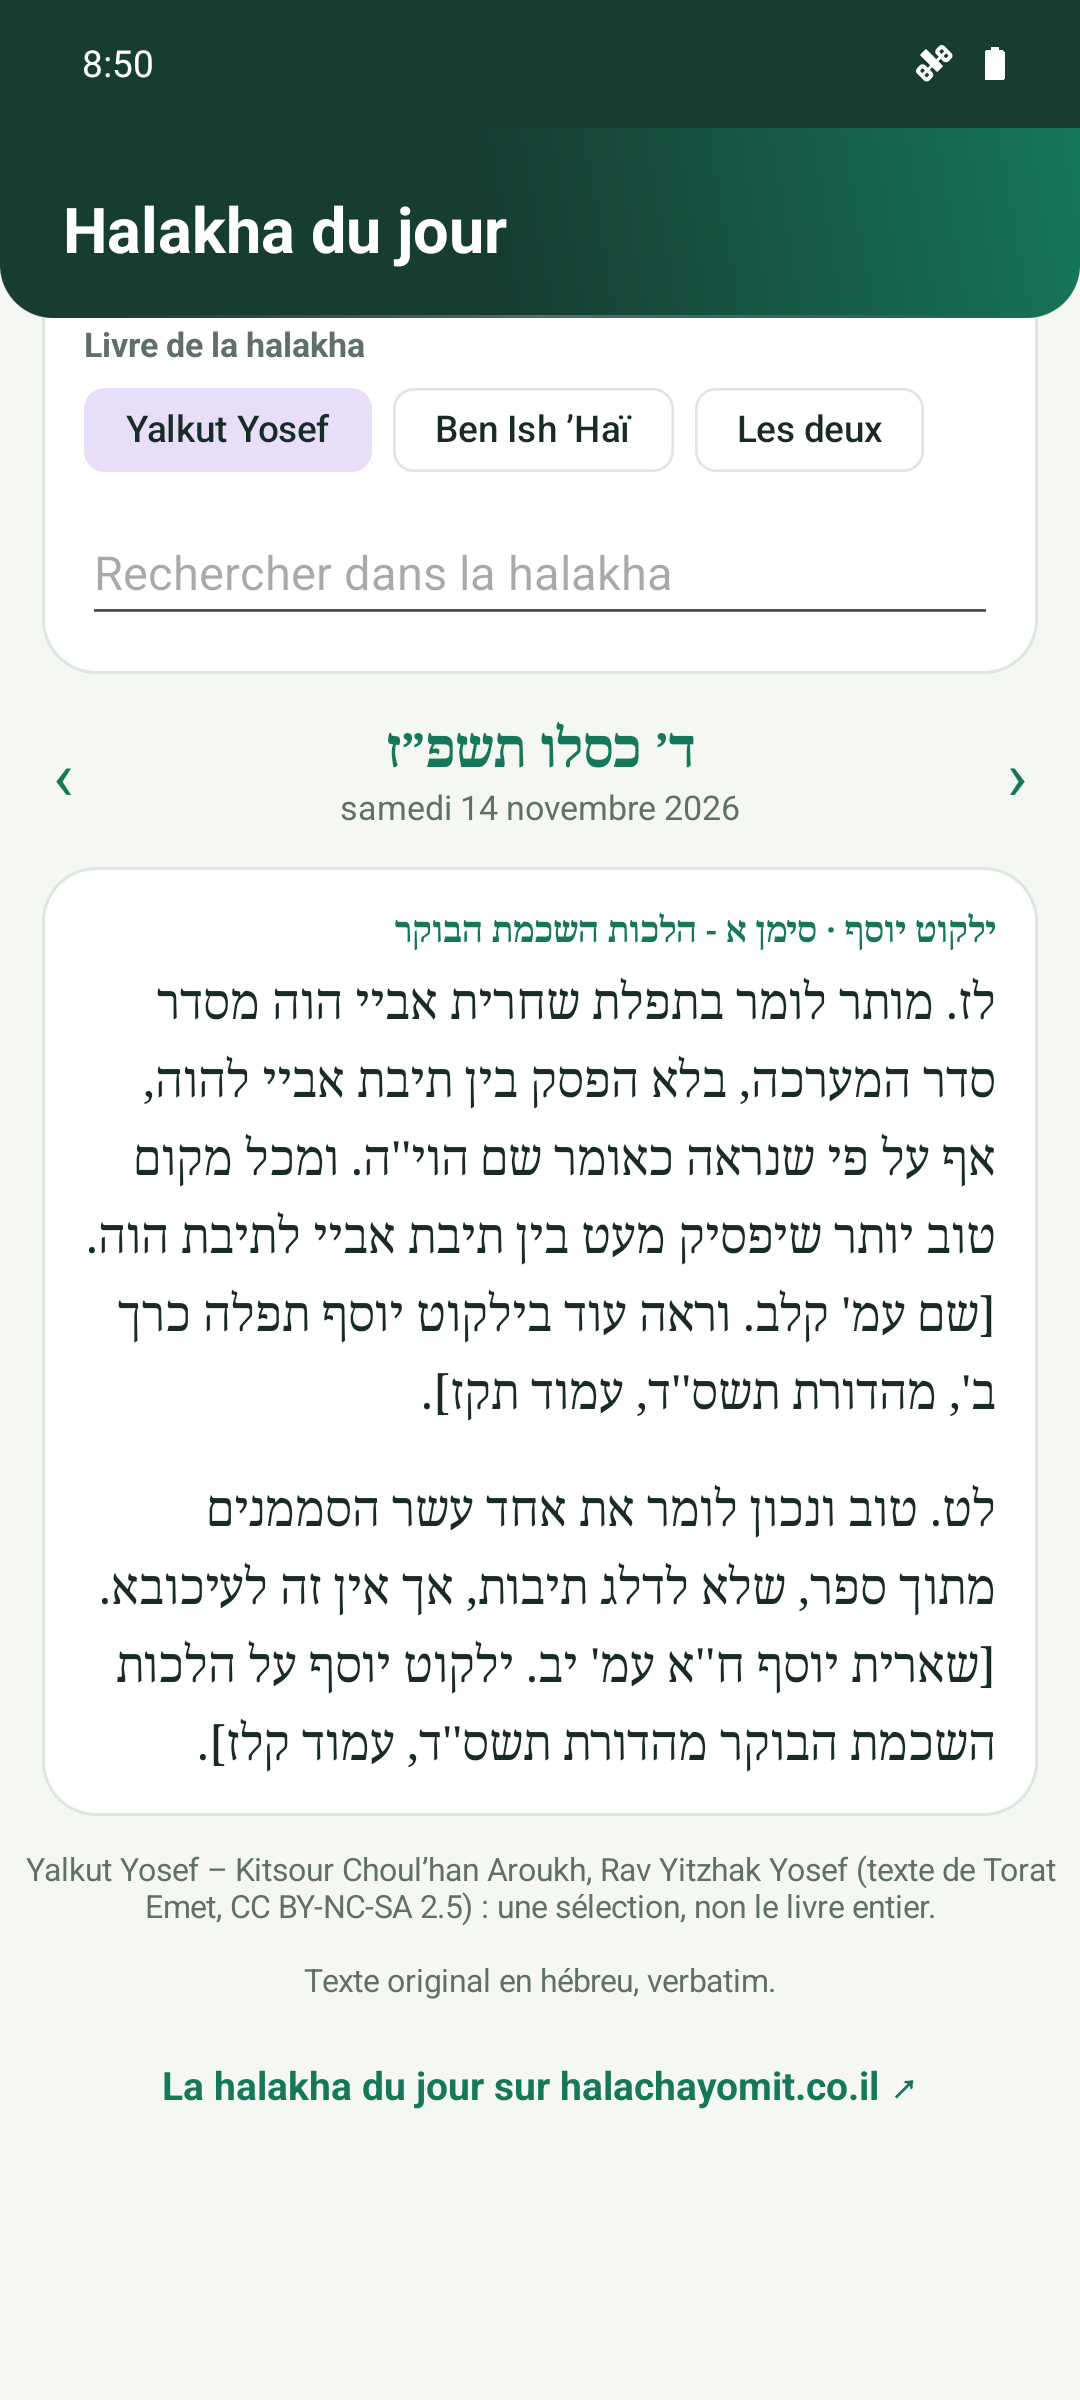 8:50
Halakha du jour
Livre de la halakha
Yalkut Yosef
Ben Ish ’Haï
Les deux
Rechercher dans la halakha
ד׳ כסלו תשפ״ז
‹
›
samedi 14 novembre 2026
ילקוט יוסף · סימן א - הלכות השכמת הבוקר
לז. מותר לומר בתפלת שחרית אביי הוה מסדר
סדר המערכה, בלא הפסק בין תיבת אביי להוה,
אף על פי שנראה כאומר שם הוי''ה. ומכל מקום
טוב יותר שיפסיק מעט בין תיבת אביי לתיבת הוה.
[שם עמ' קלב. וראה עוד בילקוט יוסף תפלה כרך
ב', מהדורת תשס''ד, עמוד תקז].
לט. טוב ונכון לומר את אחד עשר הסממנים
מתוך ספר, שלא לדלג תיבות, אך אין זה לעיכובא.
[שארית יוסף ח''א עמ' יב. ילקוט יוסף על הלכות
השכמת הבוקר מהדורת תשס''ד, עמוד קלז].
Yalkut Yosef – Kitsour Choul’han Aroukh, Rav Yitzhak Yosef (texte de Torat
Emet, CC BY-NC-SA 2.5) : une sélection, non le livre entier.
Texte original en hébreu, verbatim.
La halakha du jour sur halachayomit.co.il ↗